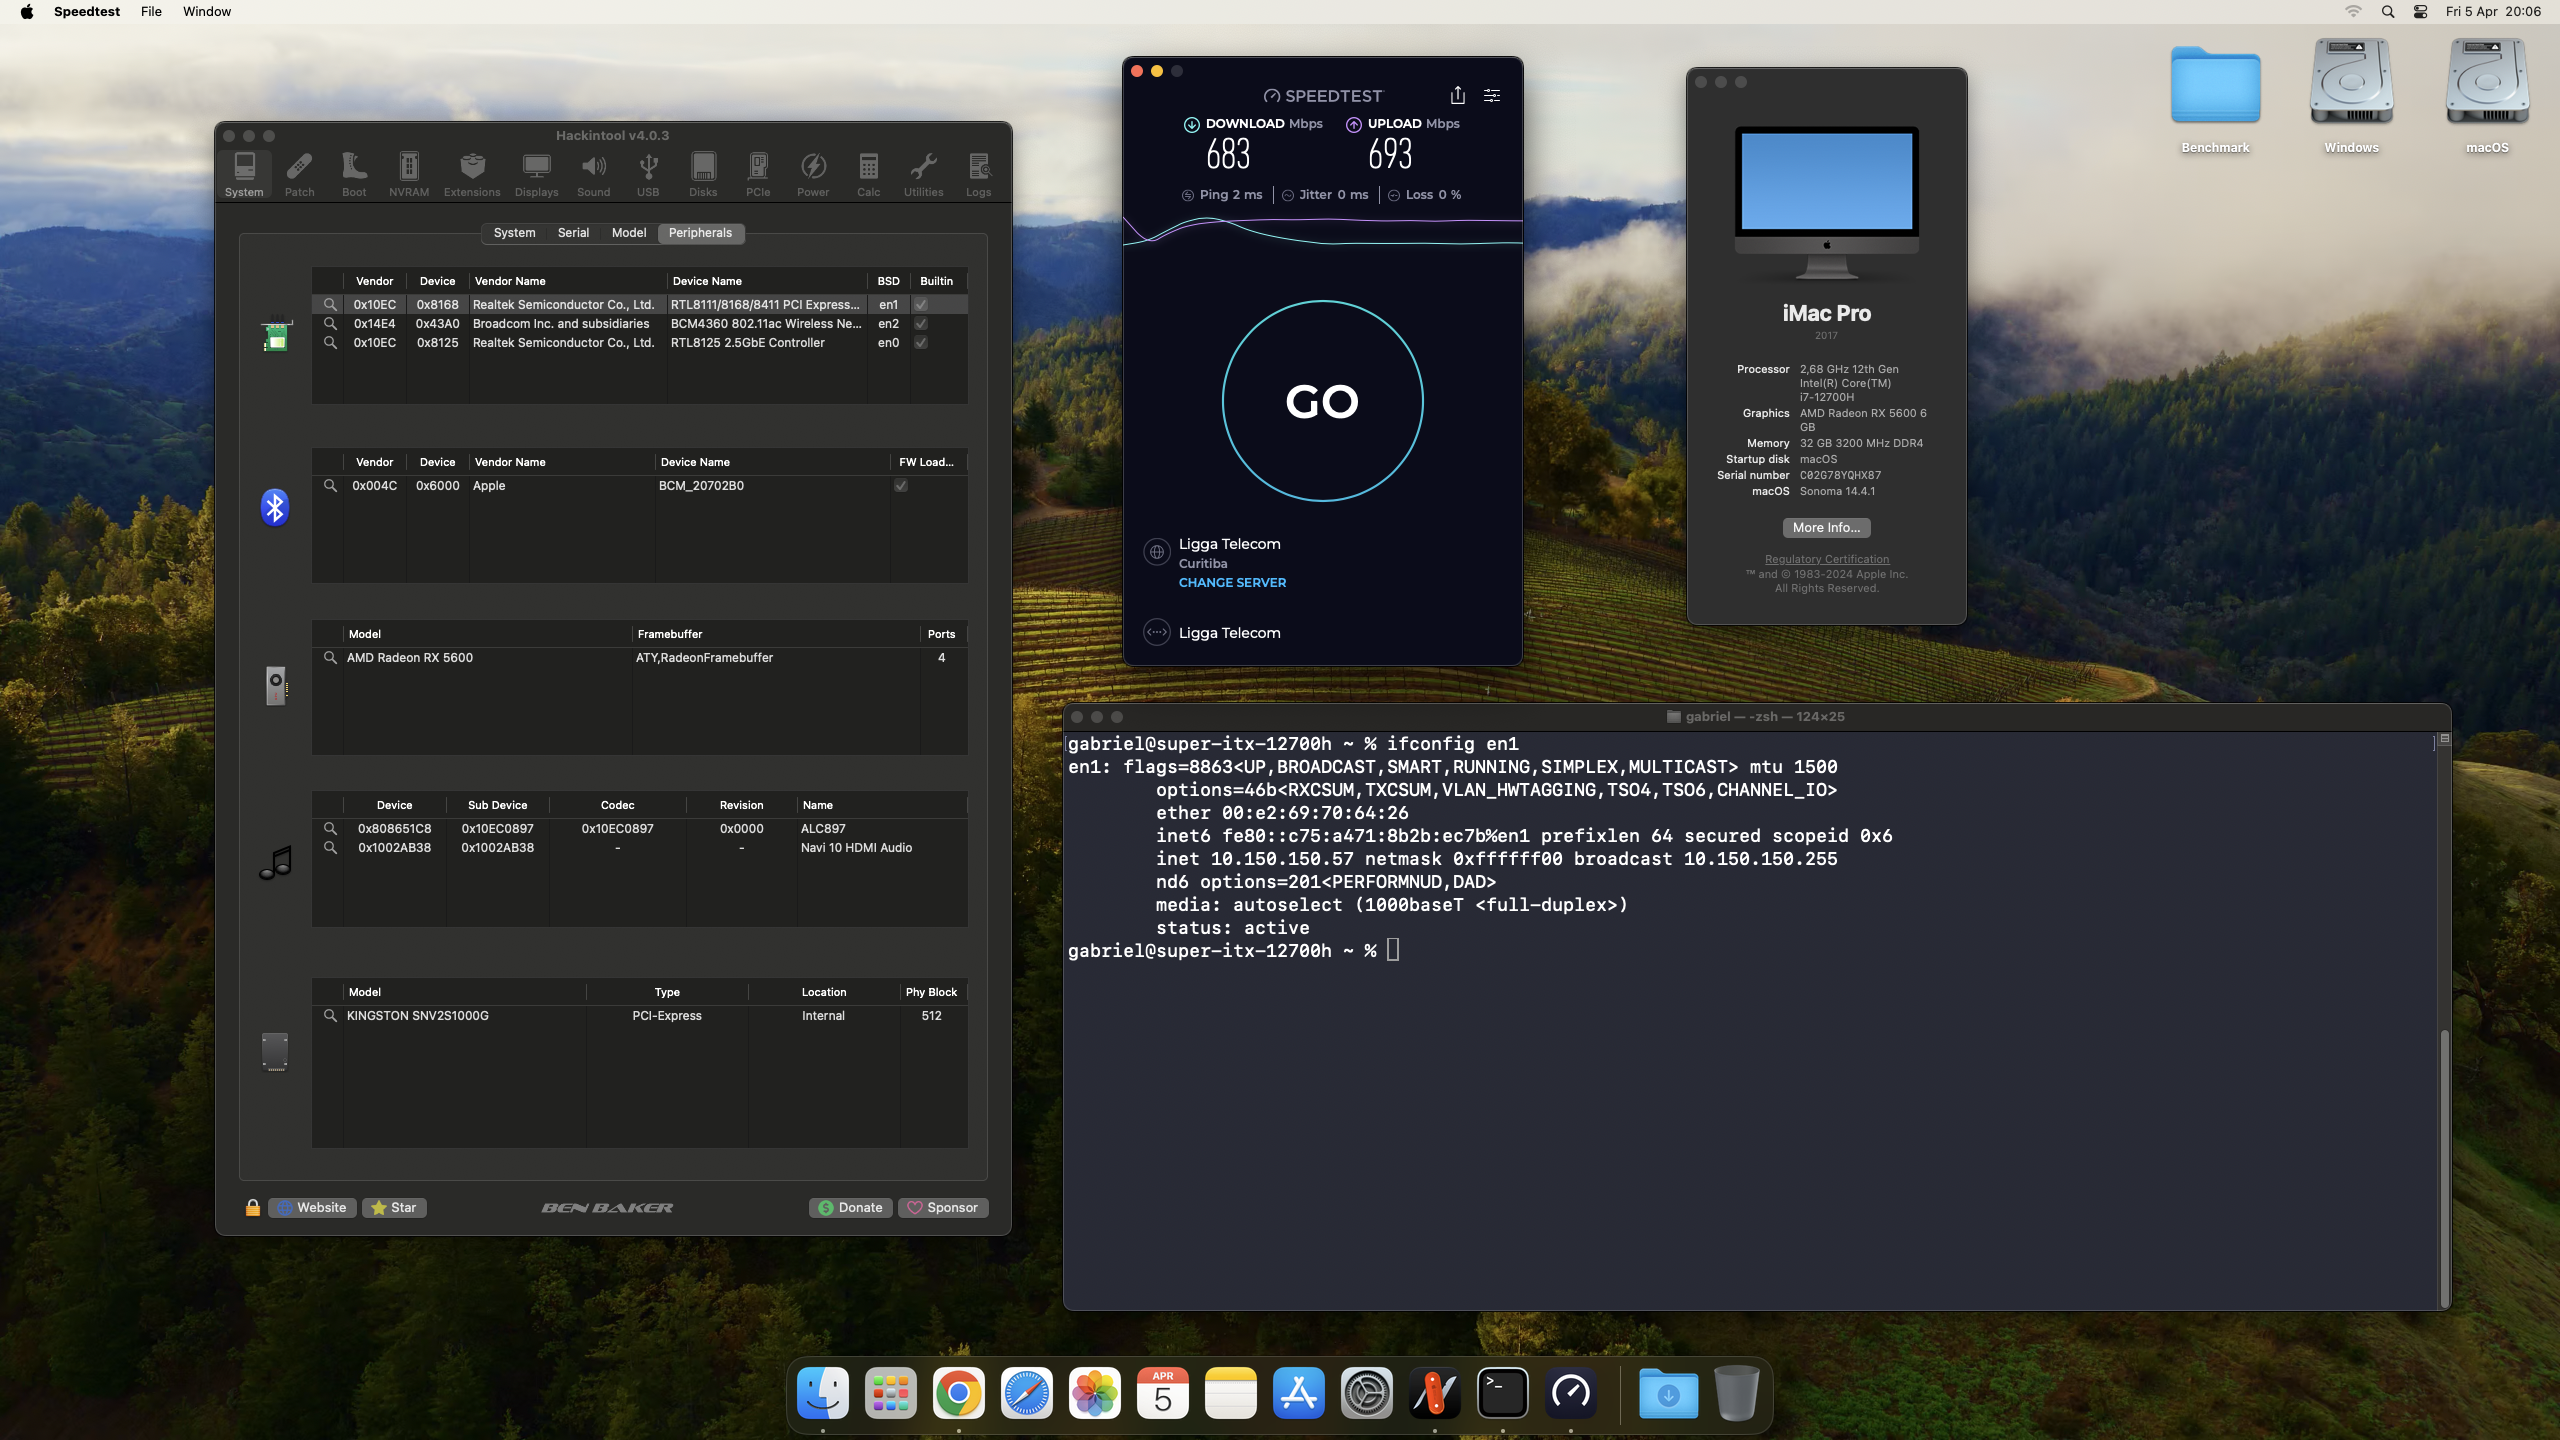 Speedtest File Window
Fri 5 Apr 20:06
Benchmark
Windows
macOS
Hackintool v4.0.3
System Patch Boot NVRAM Extensions Displays Sound USB Disks PCIe Power Calc Utilities Logs
System Serial Model Peripherals
Vendor Device Vendor Name Device Name BSD Builtin
0x10EC 0x8168 Realtek Semiconductor Co., Ltd. RTL8111/8168/8411 PCI Express... en1
0x14E4 0x43A0 Broadcom Inc. and subsidiaries BCM4360 802.11ac Wireless Ne... en2
0x10EC 0x8125 Realtek Semiconductor Co., Ltd. RTL8125 2.5GbE Controller en0
Vendor Device Vendor Name Device Name FW Load...
0x004C 0x6000 Apple BCM_20702B0
Model Framebuffer Ports
AMD Radeon RX 5600 ATY,RadeonFramebuffer 4
Device Sub Device Codec Revision Name
0x808651C8 0x10EC0897 0x10EC0897 0x0000 ALC897
0x1002AB38 0x1002AB38 - - Navi 10 HDMI Audio
Model Type Location Phy Block
KINGSTON SNV2S1000G PCI-Express Internal 512
Website Star BEN BAKER Donate Sponsor
SPEEDTEST
DOWNLOAD Mbps UPLOAD Mbps
683 693
Ping 2 ms Jitter 0 ms Loss 0 %
GO
Ligga Telecom
Curitiba
CHANGE SERVER
Ligga Telecom
iMac Pro
2017
Processor 2,68 GHz 12th Gen
Intel(R) Core(TM)
i7-12700H
Graphics AMD Radeon RX 5600 6
GB
Memory 32 GB 3200 MHz DDR4
Startup disk macOS
Serial number C02G78YQHX87
macOS Sonoma 14.4.1
More Info...
Regulatory Certification
™ and © 1983-2024 Apple Inc.
All Rights Reserved.
gabriel — -zsh — 124×25
gabriel@super-itx-12700h ~ % ifconfig en1
en1: flags=8863<UP,BROADCAST,SMART,RUNNING,SIMPLEX,MULTICAST> mtu 1500
options=46b<RXCSUM,TXCSUM,VLAN_HWTAGGING,TSO4,TSO6,CHANNEL_IO>
ether 00:e2:69:70:64:26
inet6 fe80::c75:a471:8b2b:ec7b%en1 prefixlen 64 secured scopeid 0x6
inet 10.150.150.57 netmask 0xffffff00 broadcast 10.150.150.255
nd6 options=201<PERFORMNUD,DAD>
media: autoselect (1000baseT <full-duplex>)
status: active
gabriel@super-itx-12700h ~ %
APR
5
>_